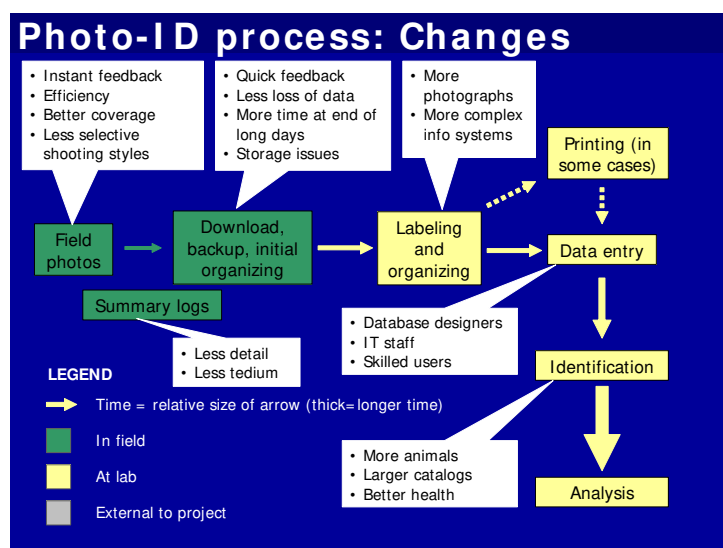 Photo-ID process: Changes
• Instant feedback
• Efficiency
• Better coverage
• Less selective
shooting styles
• Quick feedback
• Less loss of data
• More time at end of
long days
• Storage issues
• More
photographs
• More complex
info systems
Printing (in
some cases)
Field
photos
Download,
backup, initial
organizing
Labeling
and
organizing
Data entry
Summary logs
• Less detail
• Less tedium
• Database designers
• IT staff
• Skilled users
Identification
• More animals
• Larger catalogs
• Better health
Analysis
LEGEND
Time = relative size of arrow (thick=longer time)
In field
At lab
External to project